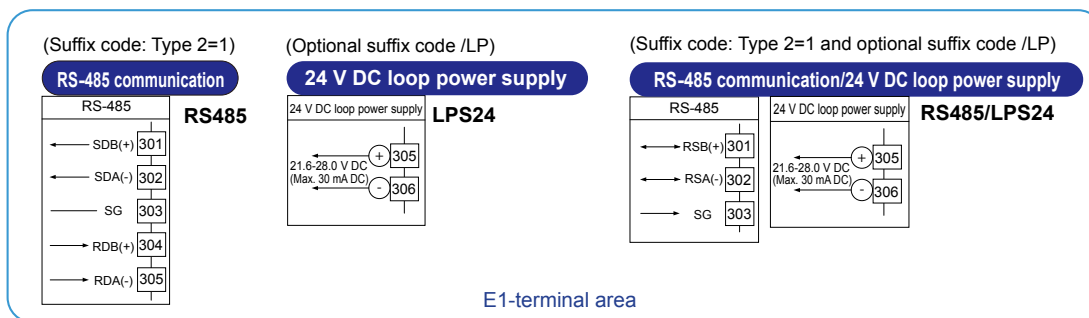 (Suffix code: Type 2=1)
RS-485 communication
RS-485
RS485
SDB(+) 301
SDA(-) 302
SG 303
RDB(+) 304
RDA(-) 305
(Optional suffix code /LP)
24 V DC loop power supply
24 V DC loop power supply
LPS24
+ 305
21.6-28.0 V DC
(Max. 30 mA DC)
- 306
(Suffix code: Type 2=1 and optional suffix code /LP)
RS-485 communication/24 V DC loop power supply
RS-485
RSB(+) 301
RSA(-) 302
SG 303
24 V DC loop power supply
RS485/LPS24
+ 305
21.6-28.0 V DC
(Max. 30 mA DC)
- 306
E1-terminal area